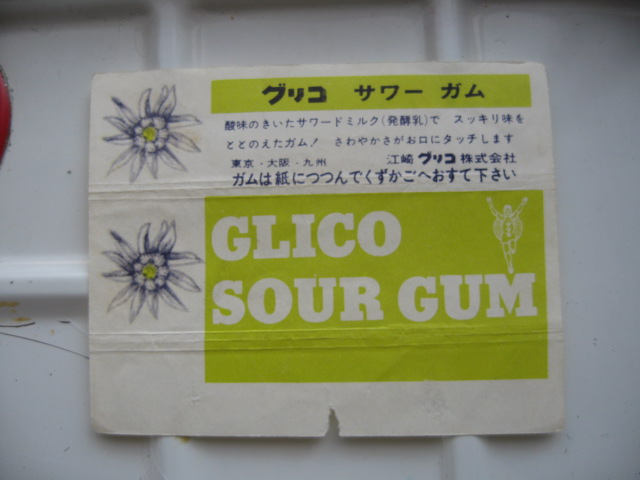 グリコ サワー ガム
酸味のきいたサワードミルク(発酵乳)で スッキリ味を
ととのえたガム! さわやかさがお口にタッチします
東京・大阪・九州 江崎グリコ株式会社
ガムは紙につつんでくずかごへおすて下さい
GLICO
SOUR GUM